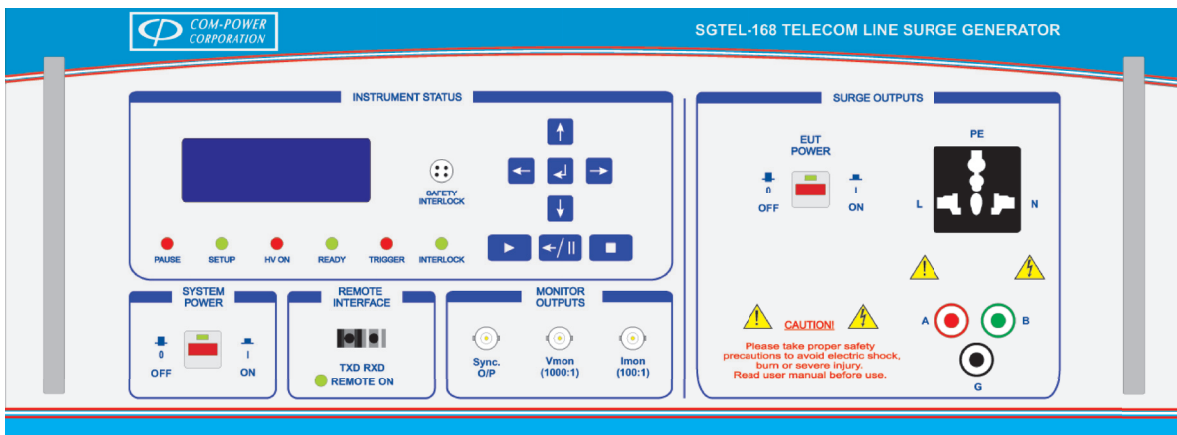 COM-POWER
CORPORATION
SGTEL-168 TELECOM LINE SURGE GENERATOR
INSTRUMENT STATUS
SAFETY
INTERLOCK
PAUSE SETUP HV ON READY TRIGGER INTERLOCK
SYSTEM
POWER
0 I
OFF ON
REMOTE
INTERFACE
TXD RXD
REMOTE ON
MONITOR
OUTPUTS
Sync.
O/P
Vmon
(1000:1)
Imon
(100:1)
SURGE OUTPUTS
EUT
POWER
0 I
OFF ON
PE
L N
CAUTION!
Please take proper safety
precautions to avoid electric shock,
burn or severe injury.
Read user manual before use.
A B
G